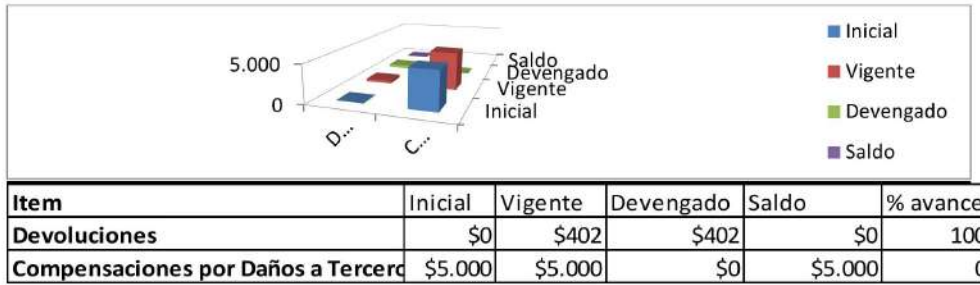 5.000
0
D...
C...
Saldo
Devengado
Vigente
Inicial
Inicial
Vigente
Devengado
Saldo
Item Inicial Vigente Devengado Saldo % avance
Devoluciones $0 $402 $402 $0 100
Compensaciones por Daños a Tercero $5.000 $5.000 $0 $5.000 0